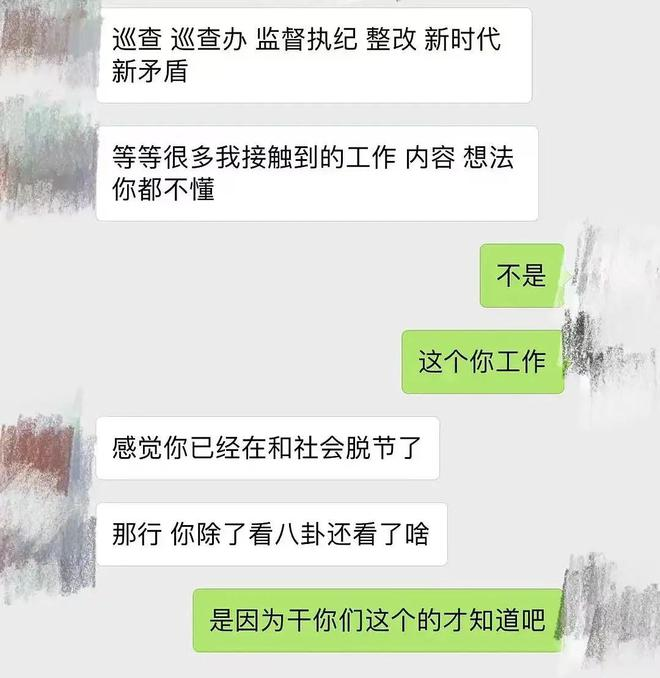 巡查 巡查办 监督执纪 整改 新时代
新矛盾
等等很多我接触到的工作 内容 想法
你都不懂
不是
这个你工作
感觉你已经在和社会脱节了
那行 你除了看八卦还看了啥
是因为干你们这个的才知道吧